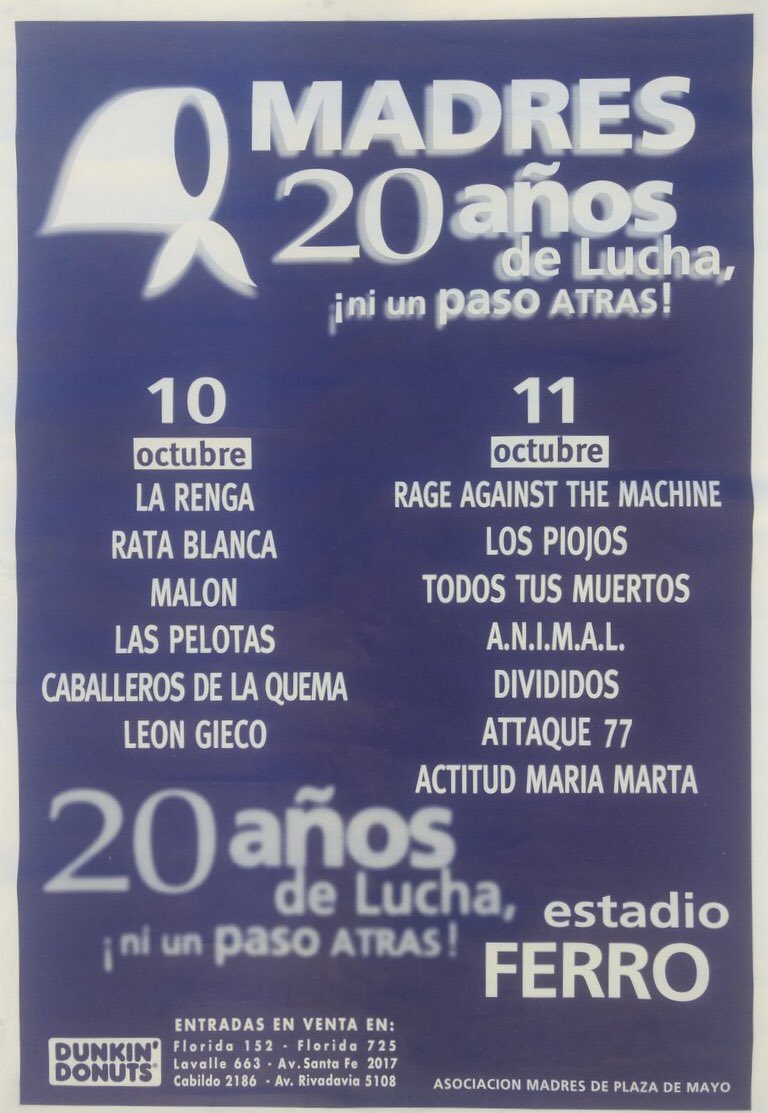 MADRES
20 años
de Lucha,
¡ni un paso ATRAS!
10
octubre
LA RENGA
RATA BLANCA
MALON
LAS PELOTAS
CABALLEROS DE LA QUEMA
LEON GIECO
11
octubre
RAGE AGAINST THE MACHINE
LOS PIOJOS
TODOS TUS MUERTOS
A.N.I.M.A.L.
DIVIDIDOS
ATTAQUE 77
ACTITUD MARIA MARTA
20 años
de Lucha,
¡ni un paso ATRAS!
estadio
FERRO
DUNKIN'
DONUTS®
ENTRADAS EN VENTA EN:
Florida 152 - Florida 725
Lavalle 663 - Av. Santa Fe 2017
Cabildo 2186 - Av. Rivadavia 5108
ASOCIACION MADRES DE PLAZA DE MAYO